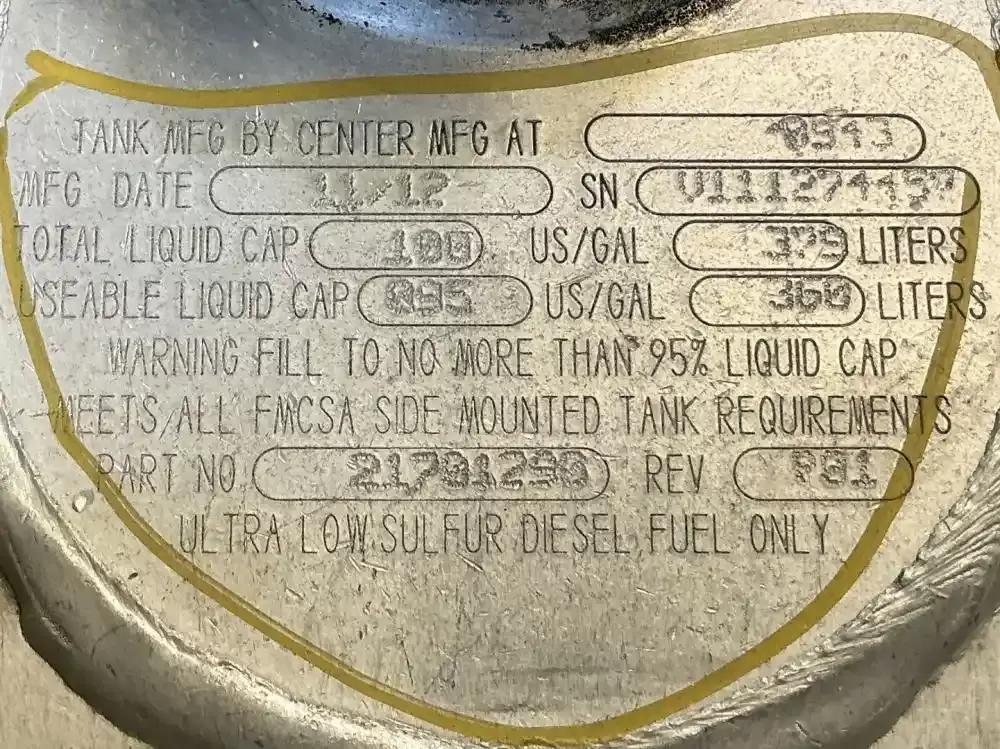 TANK MFG BY CENTER MFG AT 0943
MFG DATE 11-12 SN
TOTAL LIQUID CAP 100 US/GAL 379 LITERS
USEABLE LIQUID CAP 095 US/GAL 360 LITERS
WARNING FILL TO NO MORE THAN 95% LIQUID CAP
MEETS ALL FMCSA SIDE MOUNTED TANK REQUIREMENTS
PART NO 21701290 REV P01
ULTRA LOW SULFUR DIESEL FUEL ONLY